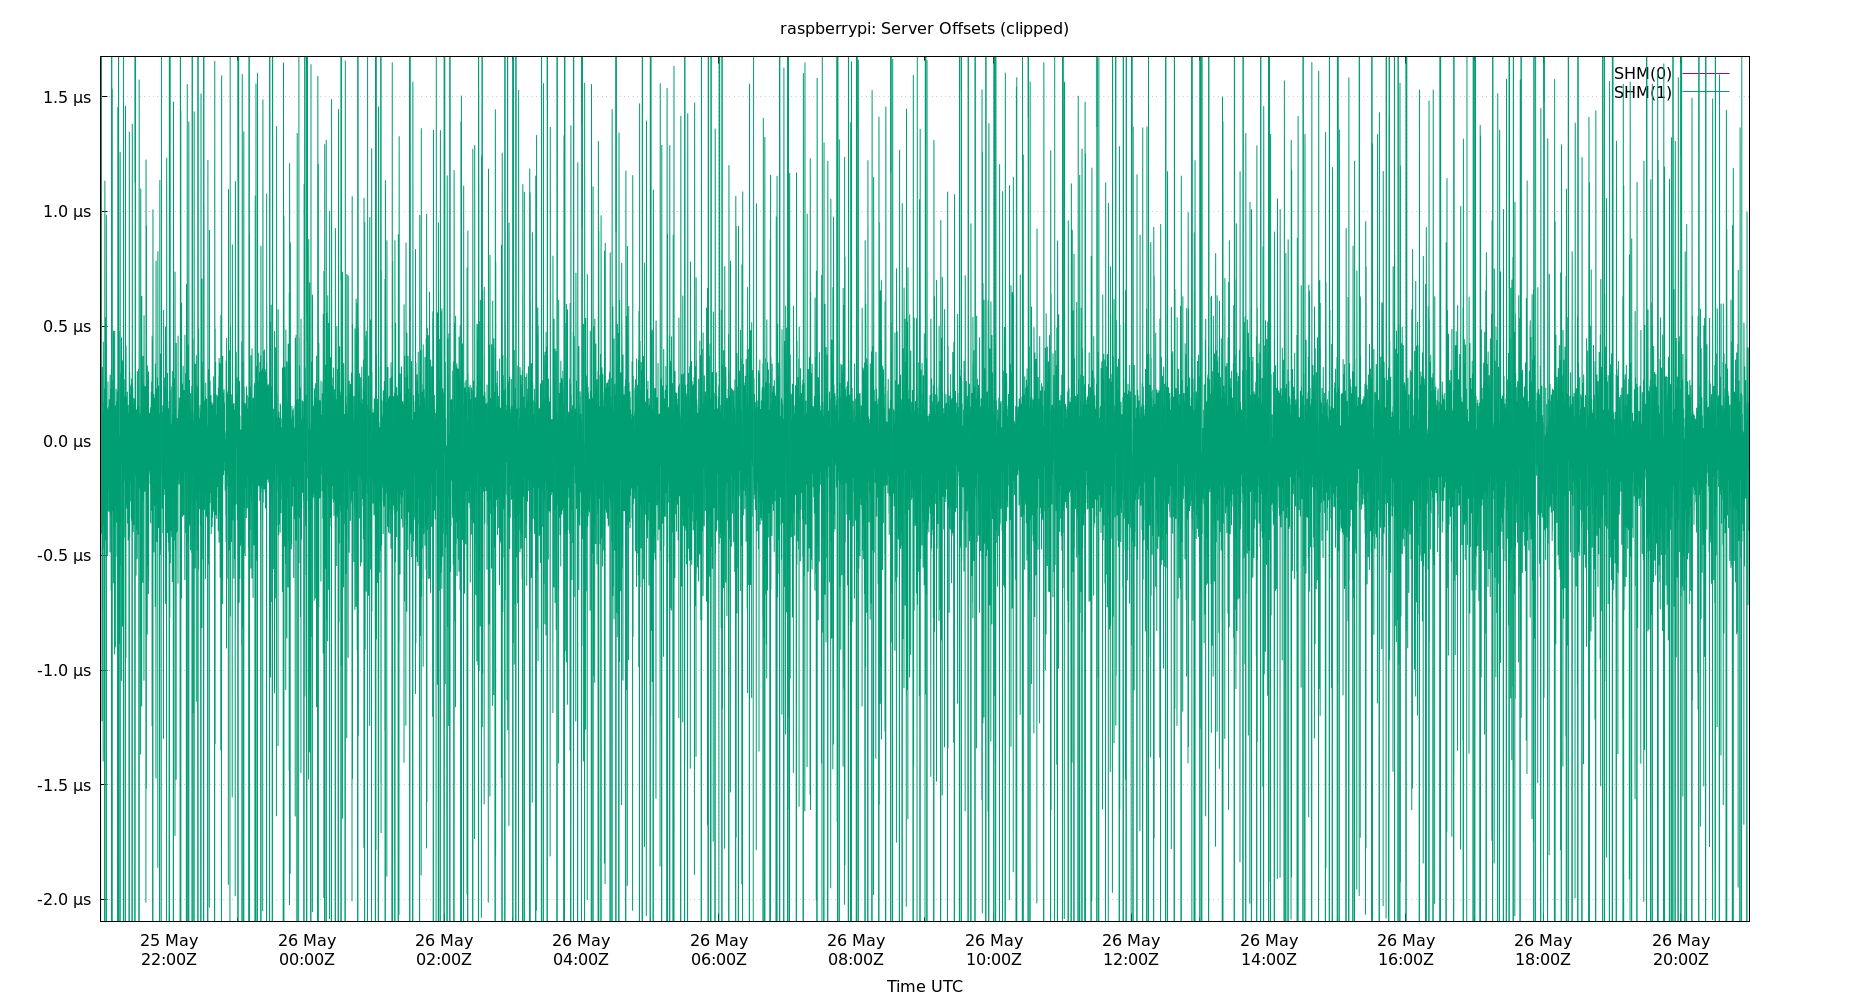 raspberrypi: Server Offsets (clipped)
SHM(0)
SHM(1)
1.5 µs
1.0 µs
0.5 µs
0.0 µs
-0.5 µs
-1.0 µs
-1.5 µs
-2.0 µs
25 May 26 May 26 May 26 May 26 May 26 May 26 May 26 May 26 May 26 May 26 May 26 May
22:00Z 00:00Z 02:00Z 04:00Z 06:00Z 08:00Z 10:00Z 12:00Z 14:00Z 16:00Z 18:00Z 20:00Z
Time UTC